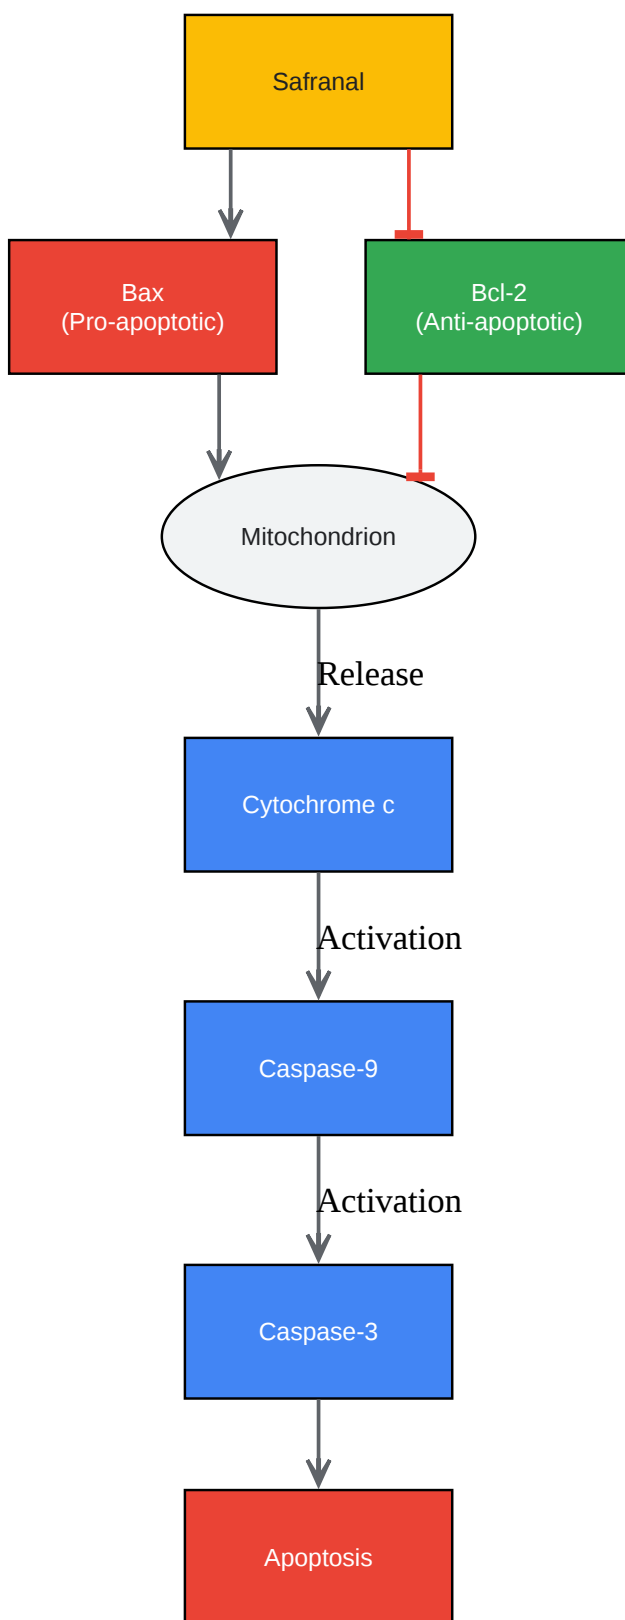 Safranal
Bax
(Pro-apoptotic)
Bcl-2
(Anti-apoptotic)
Mitochondrion
Release
Cytochrome c
Activation
Caspase-9
Activation
Caspase-3
Apoptosis